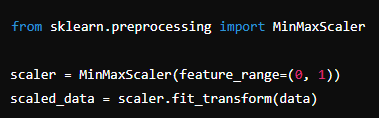 from sklearn.preprocessing import MinMaxScaler
scaler = MinMaxScaler(feature_range=(0, 1))
scaled_data = scaler.fit_transform(data)